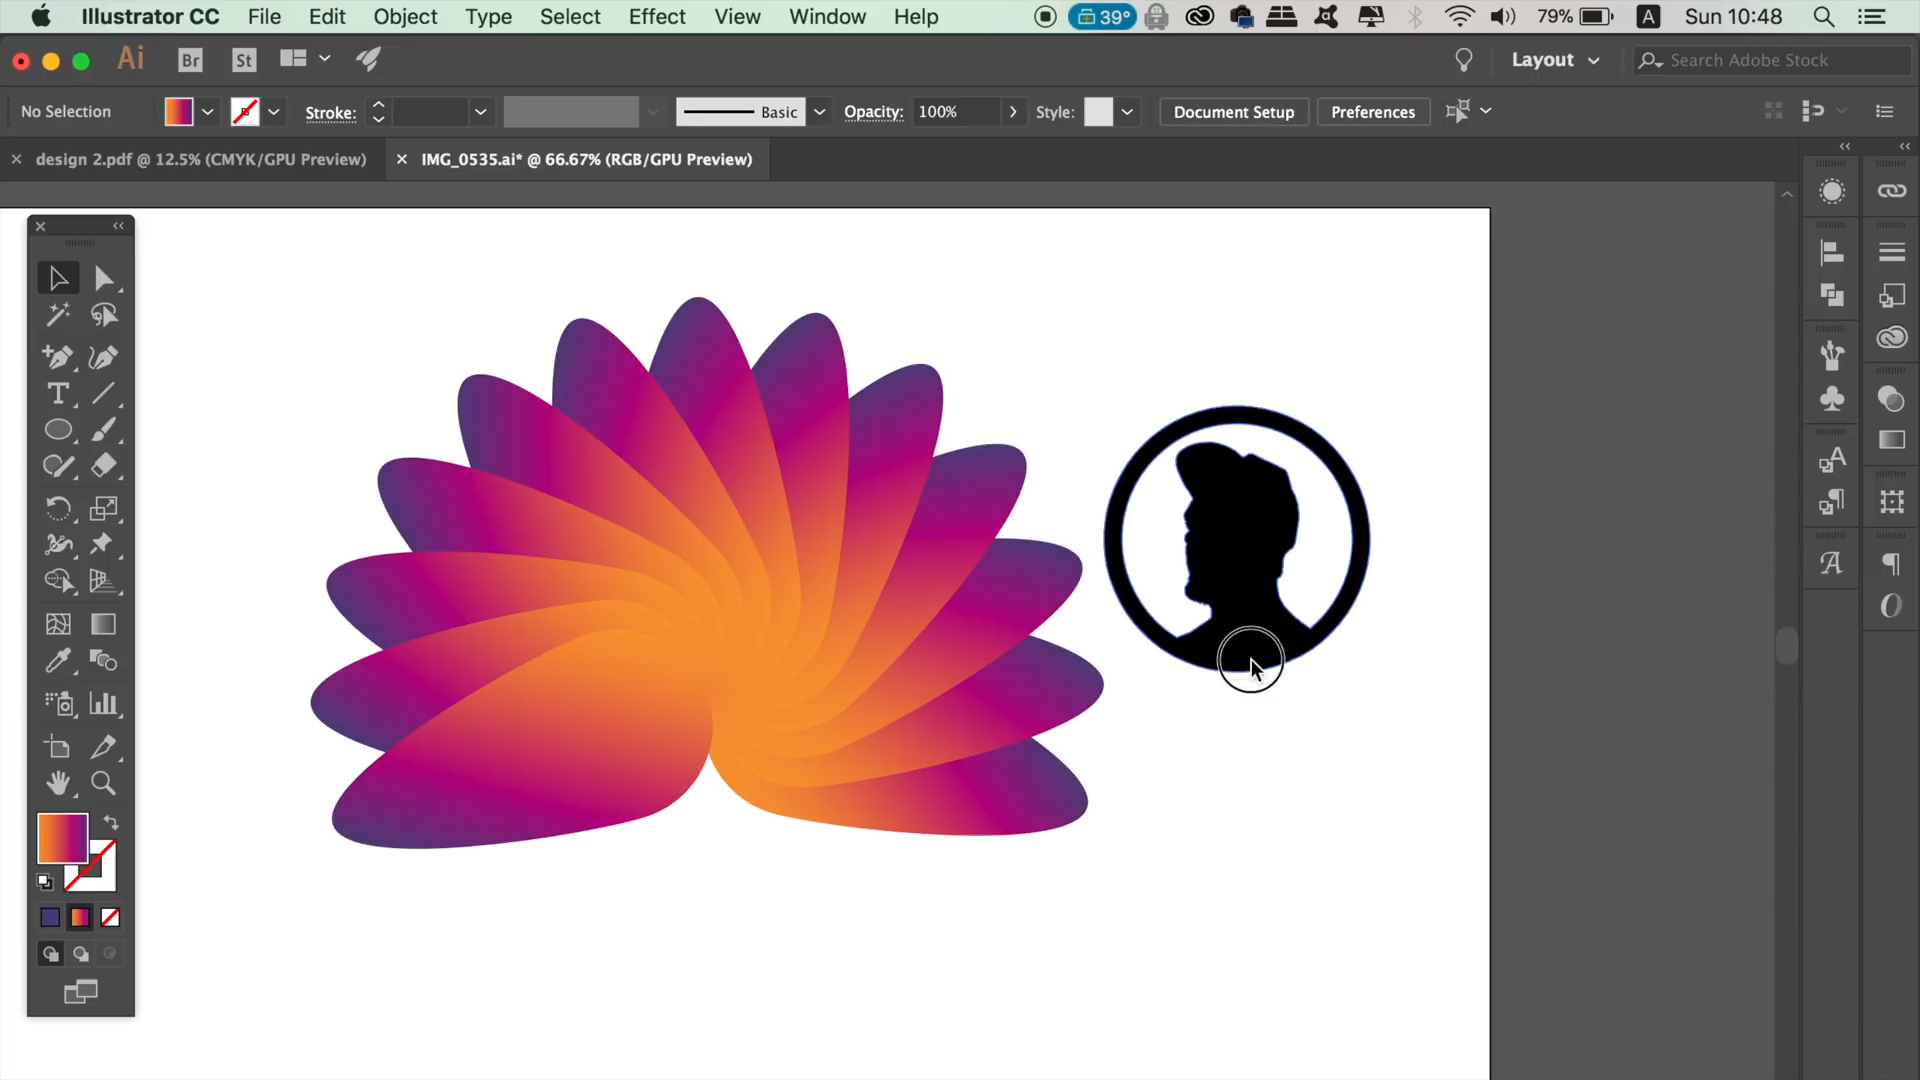 Illustrator CC File Edit Object Type Select Effect View Window Help 39° 79% A Sun 10:48
Ai Br St Layout Search Adobe Stock
No Selection Stroke: Basic Opacity: 100% Style: Document Setup Preferences
design 2.pdf @ 12.5% (CMYK/GPU Preview) IMG_0535.ai* @ 66.67% (RGB/GPU Preview)